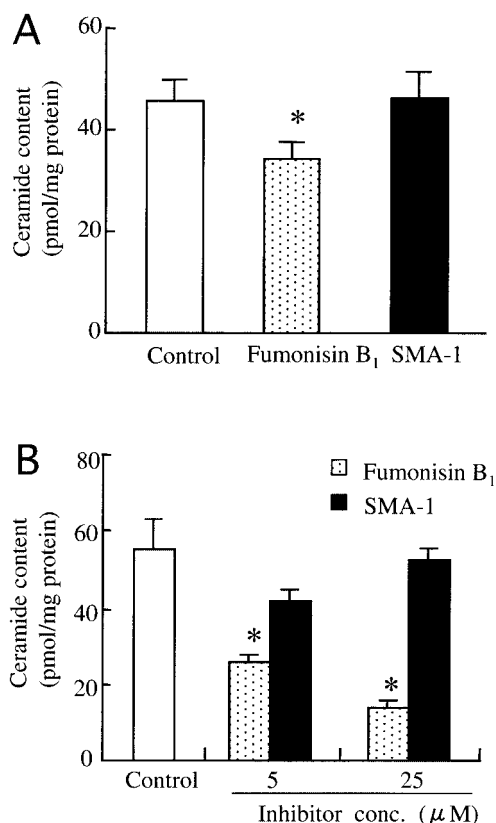 A
Ceramide content
(pmol/mg protein)
60
40
20
0
*
Control Fumonisin B₁ SMA-1
B
Ceramide content
(pmol/mg protein)
80
60
40
20
0
Fumonisin B₁
SMA-1
*
*
Control 5 25
Inhibitor conc. (μM)